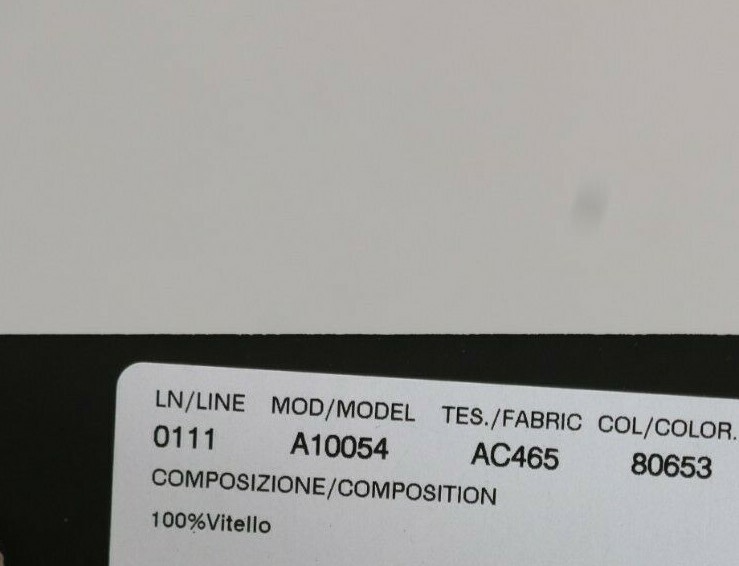 LN/LINE MOD/MODEL TES./FABRIC COL/COLOR.
0111 A10054 AC465 80653
COMPOSIZIONE/COMPOSITION
100%Vitello